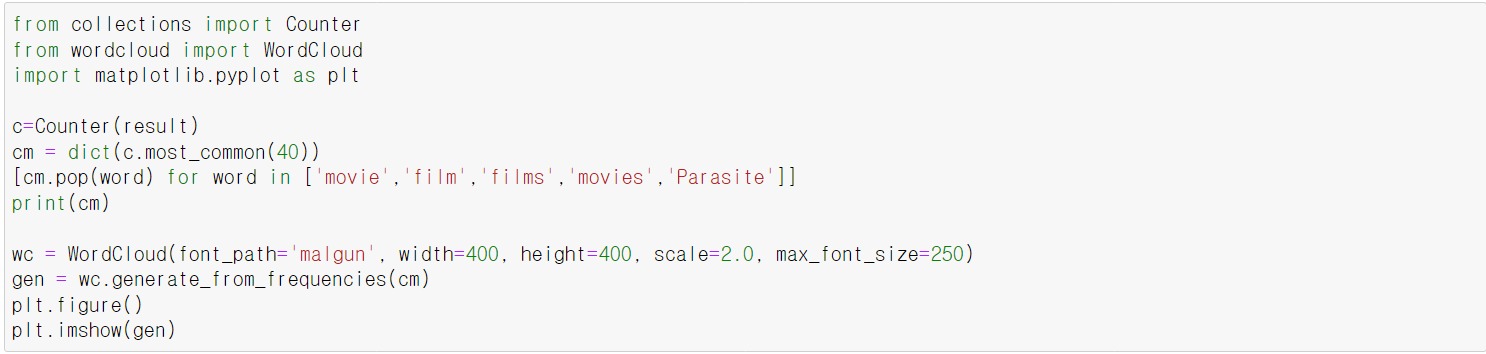 from collections import Counter
from wordcloud import WordCloud
import matplotlib.pyplot as plt

c=Counter(result)
cm = dict(c.most_common(40))
[cm.pop(word) for word in ['movie','film','films','movies','Parasite']]
print(cm)

wc = WordCloud(font_path='malgun', width=400, height=400, scale=2.0, max_font_size=250)
gen = wc.generate_from_frequencies(cm)
plt.figure()
plt.imshow(gen)